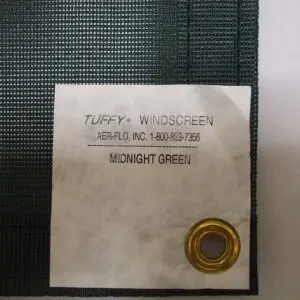 TUFFY® WINDSCREEN
AER-FLO, INC. 1-800-823-7356
MIDNIGHT GREEN